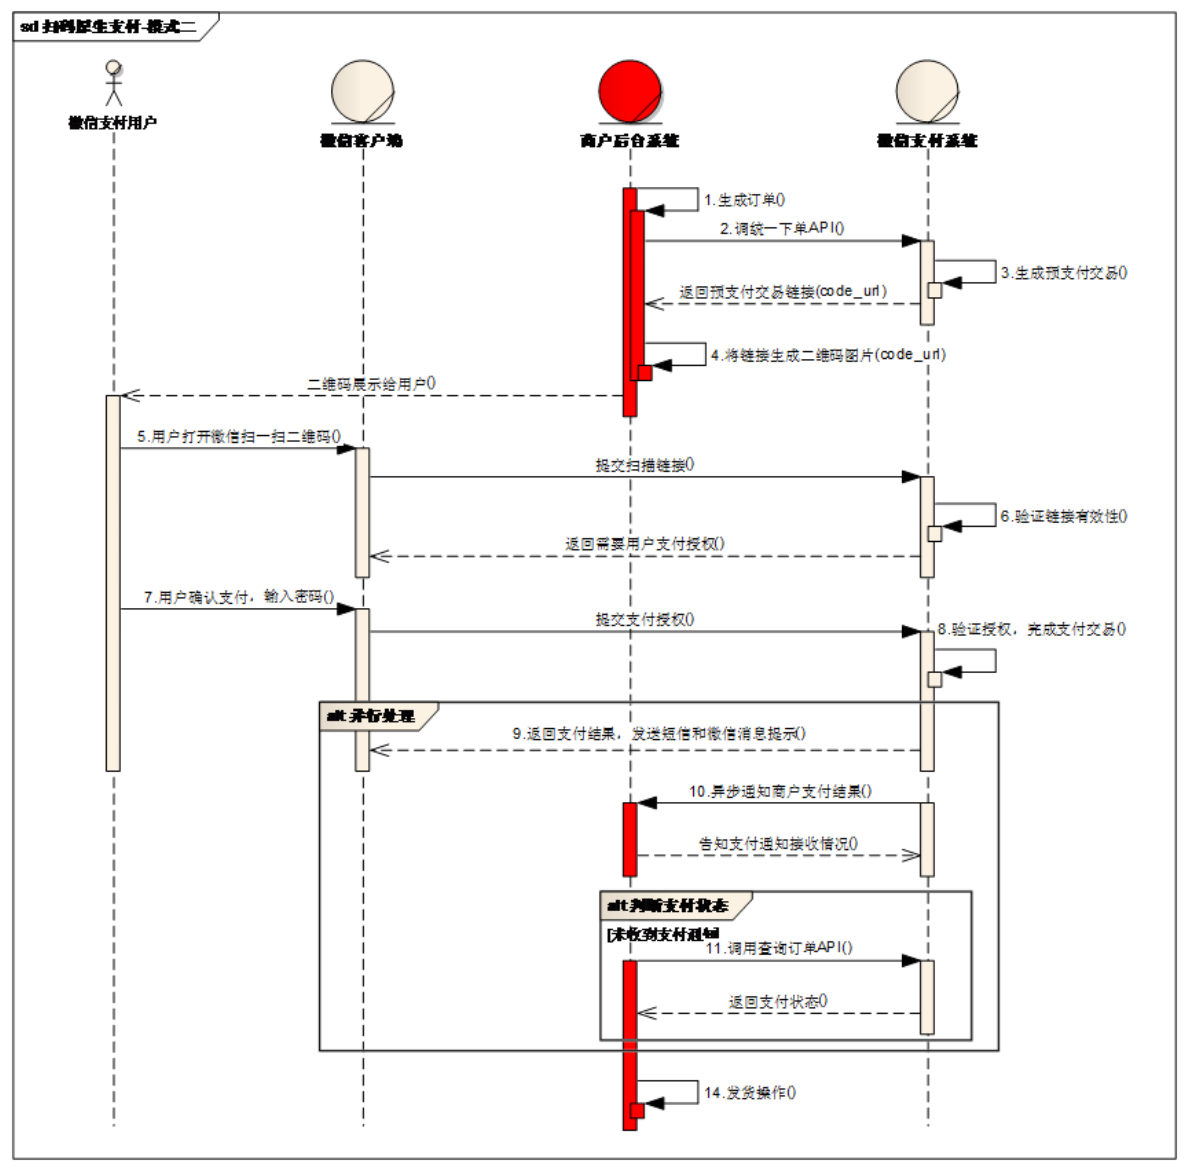 sd 扫码原生支付-模式二
微信支付用户
微信客户端
商户后台系统
微信支付系统
1.生成订单()
2.调统一下单API()
3.生成预支付交易()
返回预支付交易链接(code_url)
4.将链接生成二维码图片(code_url)
二维码展示给用户()
5.用户打开微信扫一扫二维码()
提交扫描链接()
6.验证链接有效性()
返回需要用户支付授权()
7.用户确认支付，输入密码()
提交支付授权()
8.验证授权，完成支付交易()
alt 并行处理
9.返回支付结果，发送短信和微信消息提示()
10.异步通知商户支付结果()
告知支付通知接收情况()
alt 判断支付状态
[未收到支付通知]
11.调用查询订单API()
返回支付状态()
14.发货操作()